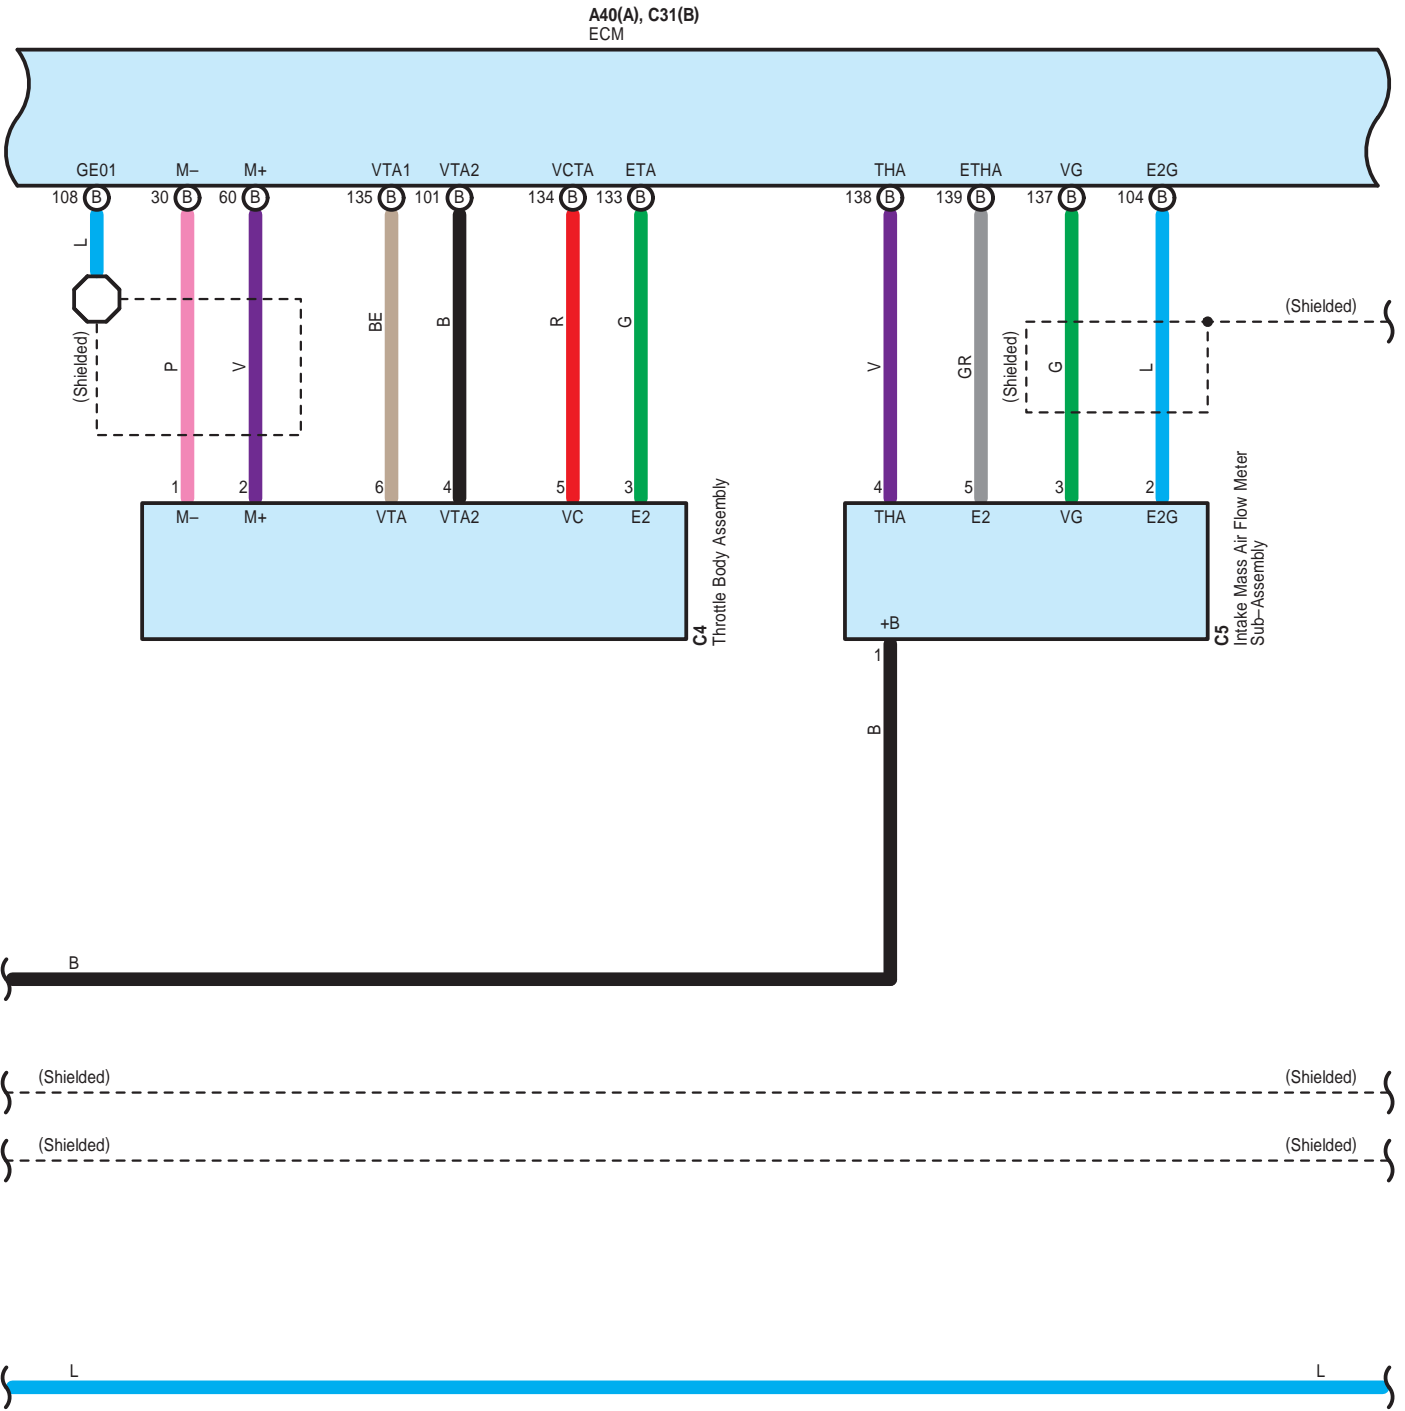 A40(A), C31(B)
ECM
GE01 M– M+ VTA1 VTA2 VCTA ETA THA ETHA VG E2G
108 B 30 B 60 B 135 B 101 B 134 B 133 B 138 B 139 B 137 B 104 B
L
(Shielded)
P
V
BE
B
R
G
V
GR
(Shielded)
G
L
(Shielded)
1 2 6 4 5 3 4 5 3 2
M– M+ VTA VTA2 VC E2 THA E2 VG E2G
C4
Throttle Body Assembly
+B
C5
Intake Mass Air Flow Meter
Sub–Assembly
1
B
B
(Shielded) (Shielded)
(Shielded) (Shielded)
L L